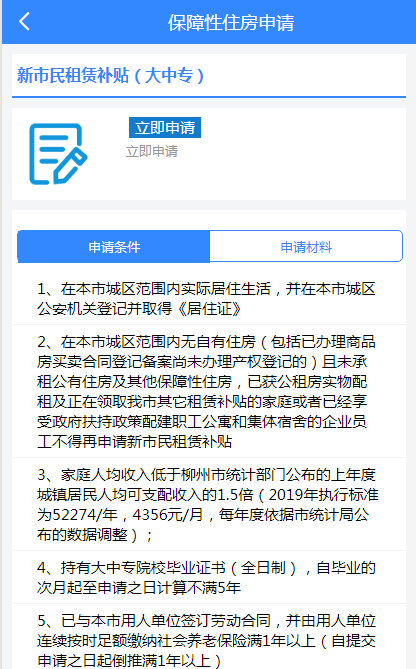 保障性住房申请
新市民租赁补贴（大中专）
立即申请
立即申请
申请条件
申请材料
1、在本市城区范围内实际居住生活，并在本市城区
公安机关登记并取得《居住证》
2、在本市城区范围内无自有住房（包括已办理商品
房买卖合同登记备案尚未办理产权登记的）且未承
租公有住房及其他保障性住房，已获公租房实物配
租及正在领取我市其它租赁补贴的家庭或者已经享
受政府扶持政策配建职工公寓和集体宿舍的企业员
工不得再申请新市民租赁补贴
3、家庭人均收入低于柳州市统计部门公布的上年度
城镇居民人均可支配收入的1.5倍（2019年执行标准
为52274/年，4356元/月，每年度依据市统计局公
布的数据调整）；
4、持有大中专院校毕业证书（全日制），自毕业的
次月起至申请之日计算不满5年
5、已与本市用人单位签订劳动合同，并由用人单位
连续按时足额缴纳社会养老保险满1年以上（自提交
申请之日起倒推满1年以上）